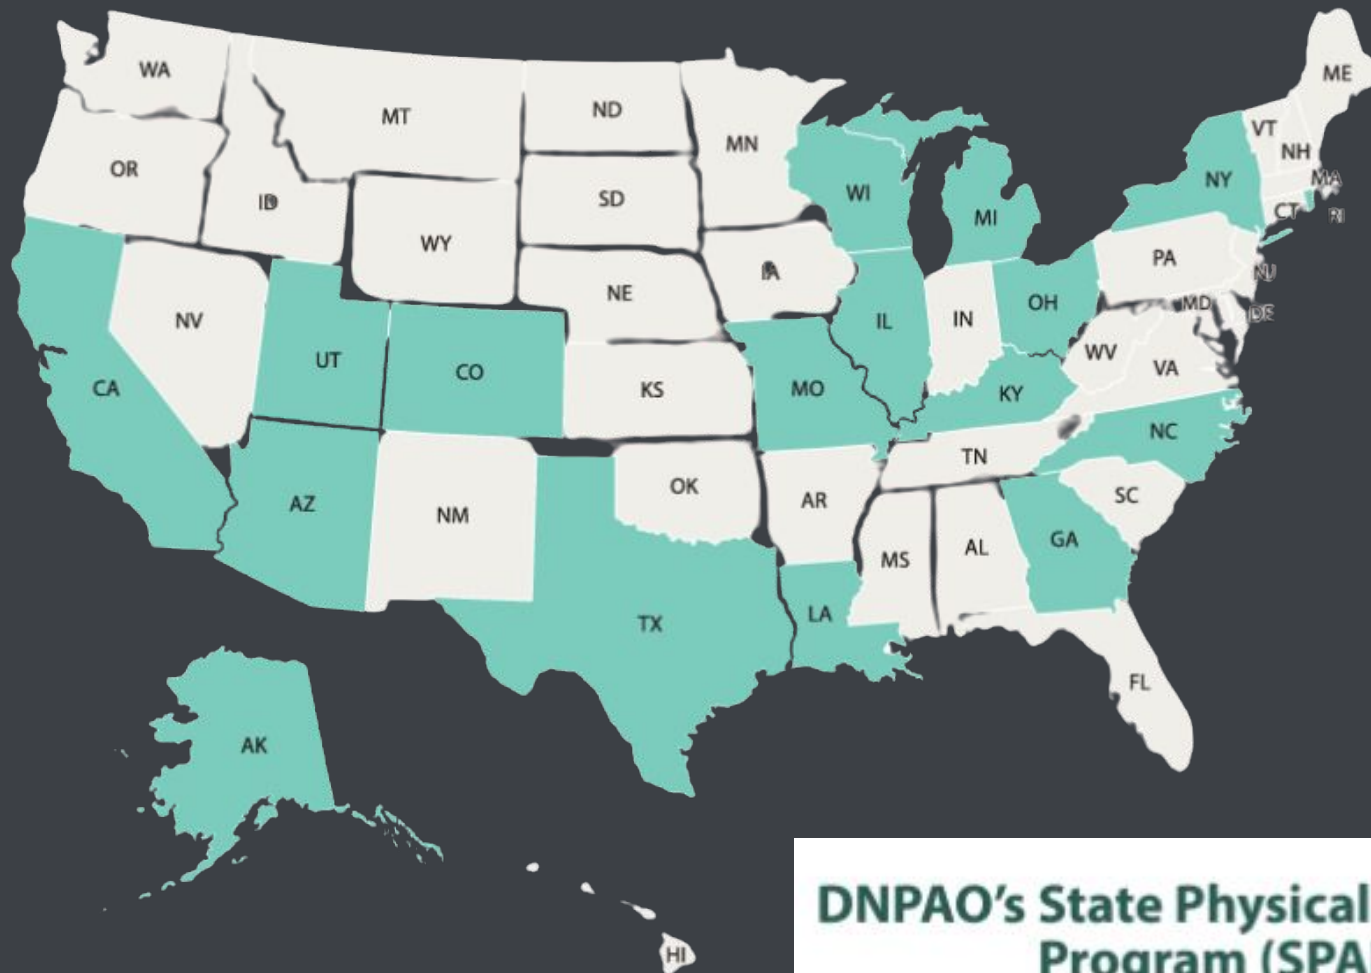 WA
MT
ND
MN
ME
VT
NH
OR
ID
SD
WI
NY
MA
MI
CT
RI
WY
PA
IA
NJ
NE
OH
MD
DE
NV
IL
IN
WV
UT
CO
VA
CA
KS
MO
KY
NC
TN
OK
SC
AZ
AR
NM
GA
AL
MS
LA
TX
FL
AK
HI
DNPAO's State Physical
Program (SPA